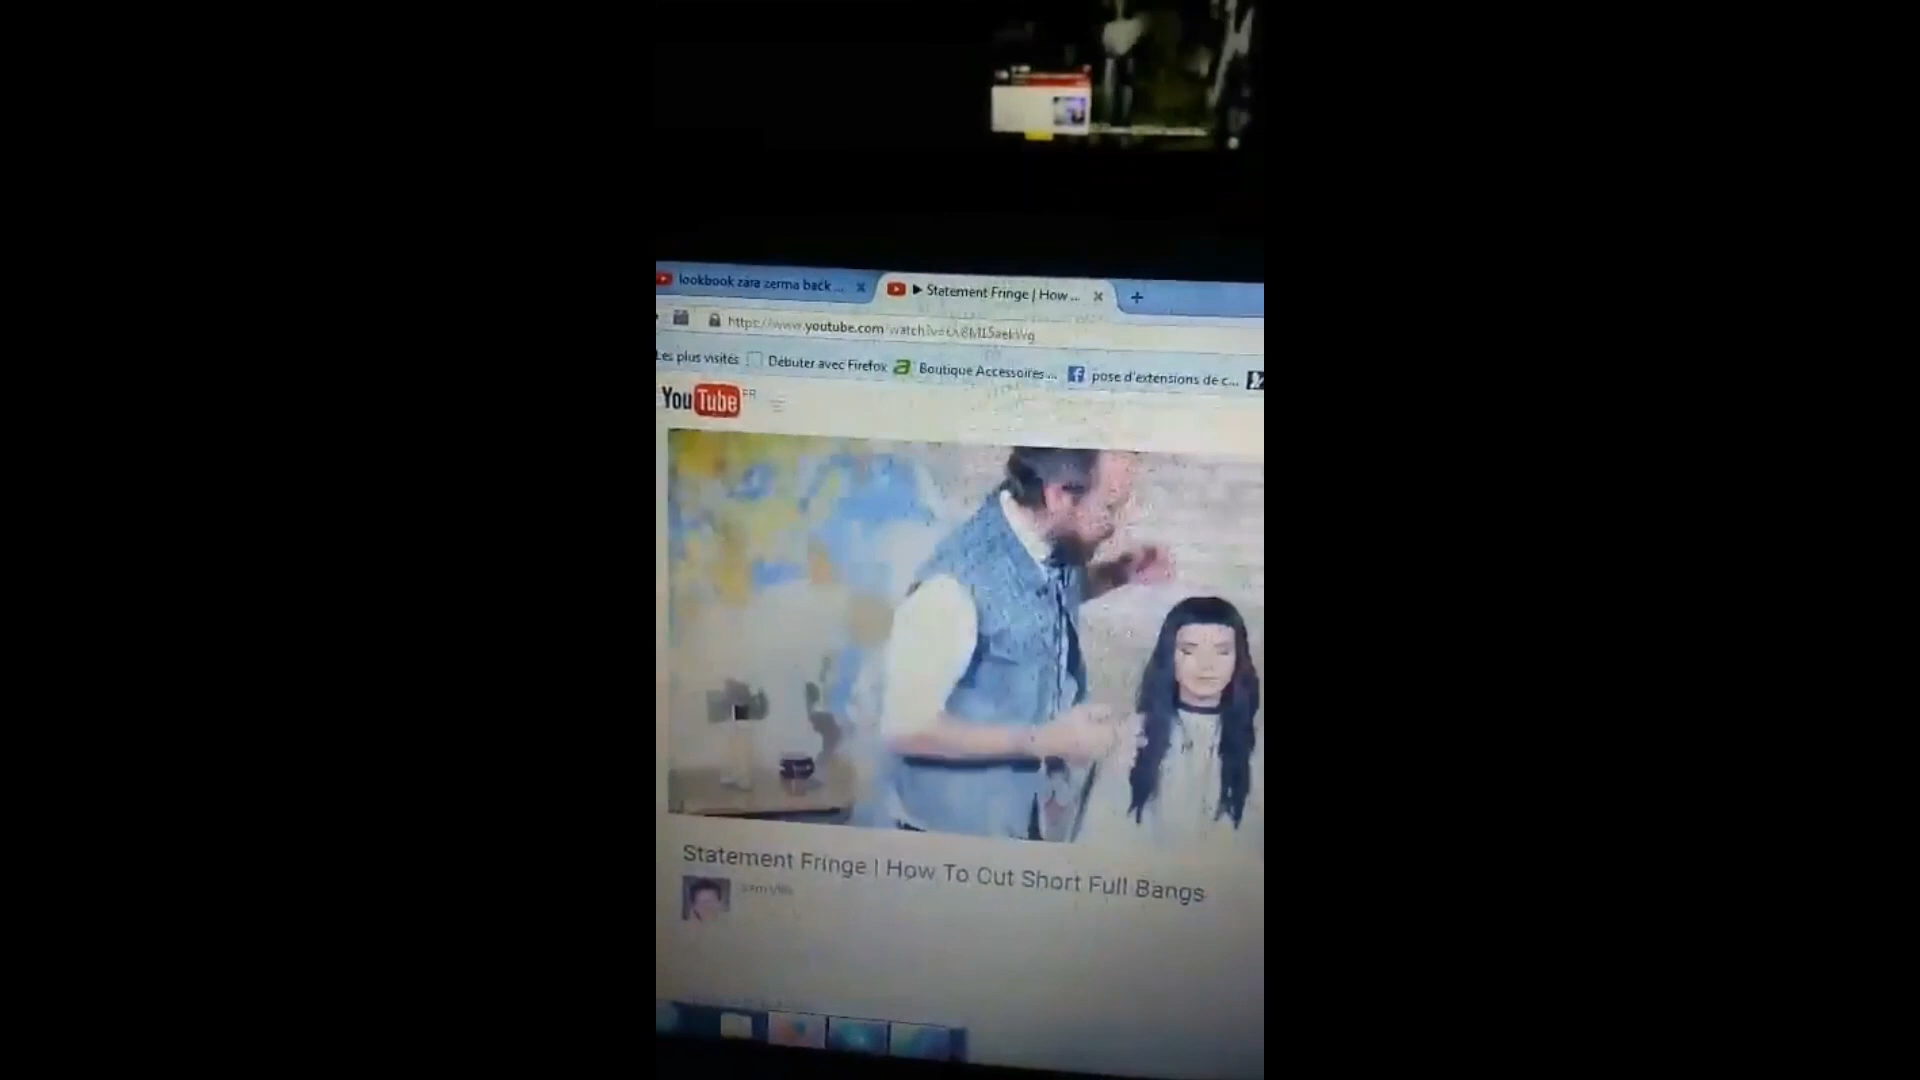 lookbook zara zerma back ...
▶ Statement Fringe | How ...
https://www.youtube.com
Les plus visités Débuter avec Firefox Boutique Accessoires ... pose d'extensions de c...
YouTube FR
Statement Fringe | How To Cut Short Full Bangs